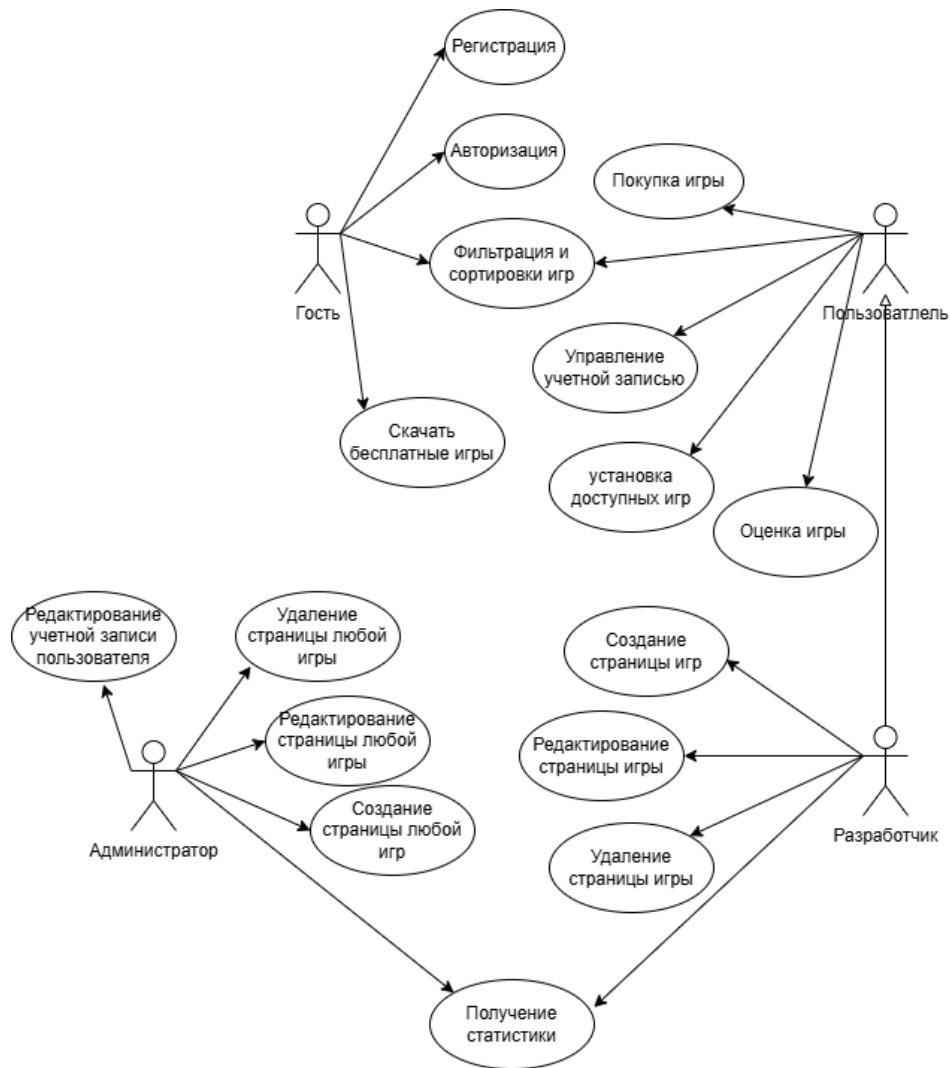 Регистрация
Авторизация
Покупка игры
Фильтрация и
сортировки игр
Гость
Пользоватлель
Управление
учетной записью
Скачать
бесплатные игры
установка
доступных игр
Оценка игры
Редактирование
учетной записи
пользователя
Удаление
страницы любой
игры
Создание
страницы игр
Редактирование
страницы любой
игры
Редактирование
страницы игры
Создание
страницы любой
игр
Администратор
Разработчик
Удаление
страницы игры
Получение
статистики